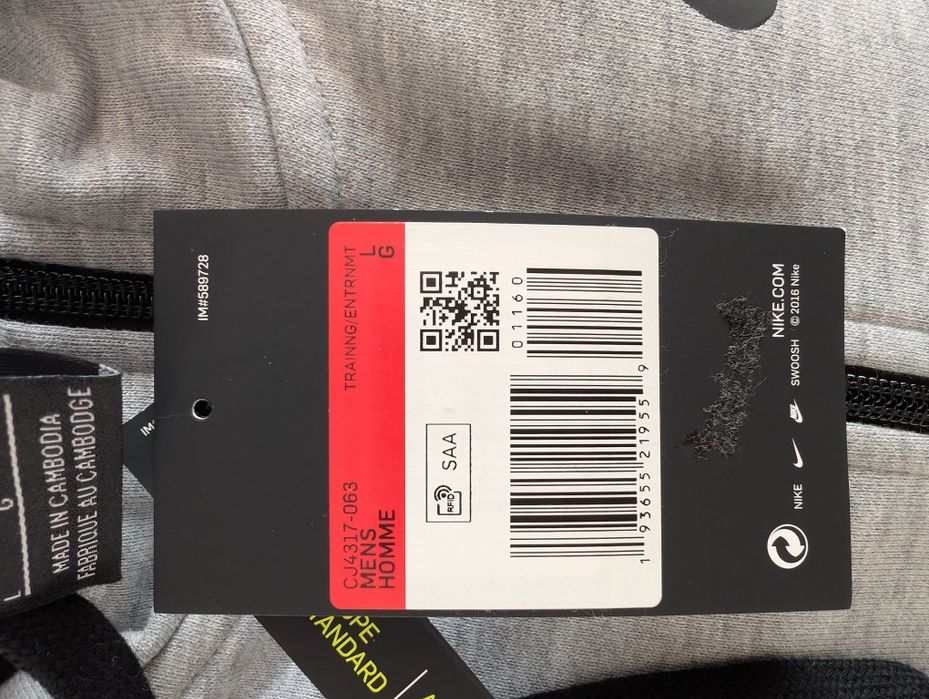 IM#589728
CJ4317-063 TRAINNG/ENTRNMT
MENS L
HOMME G
RFID SAA
01160
1 93655 21955 9
NIKE.COM
NIKE SWOOSH © 2016 Nike
L G
MADE IN CAMBODIA
FABRIQUE AU CAMBODGE
IM